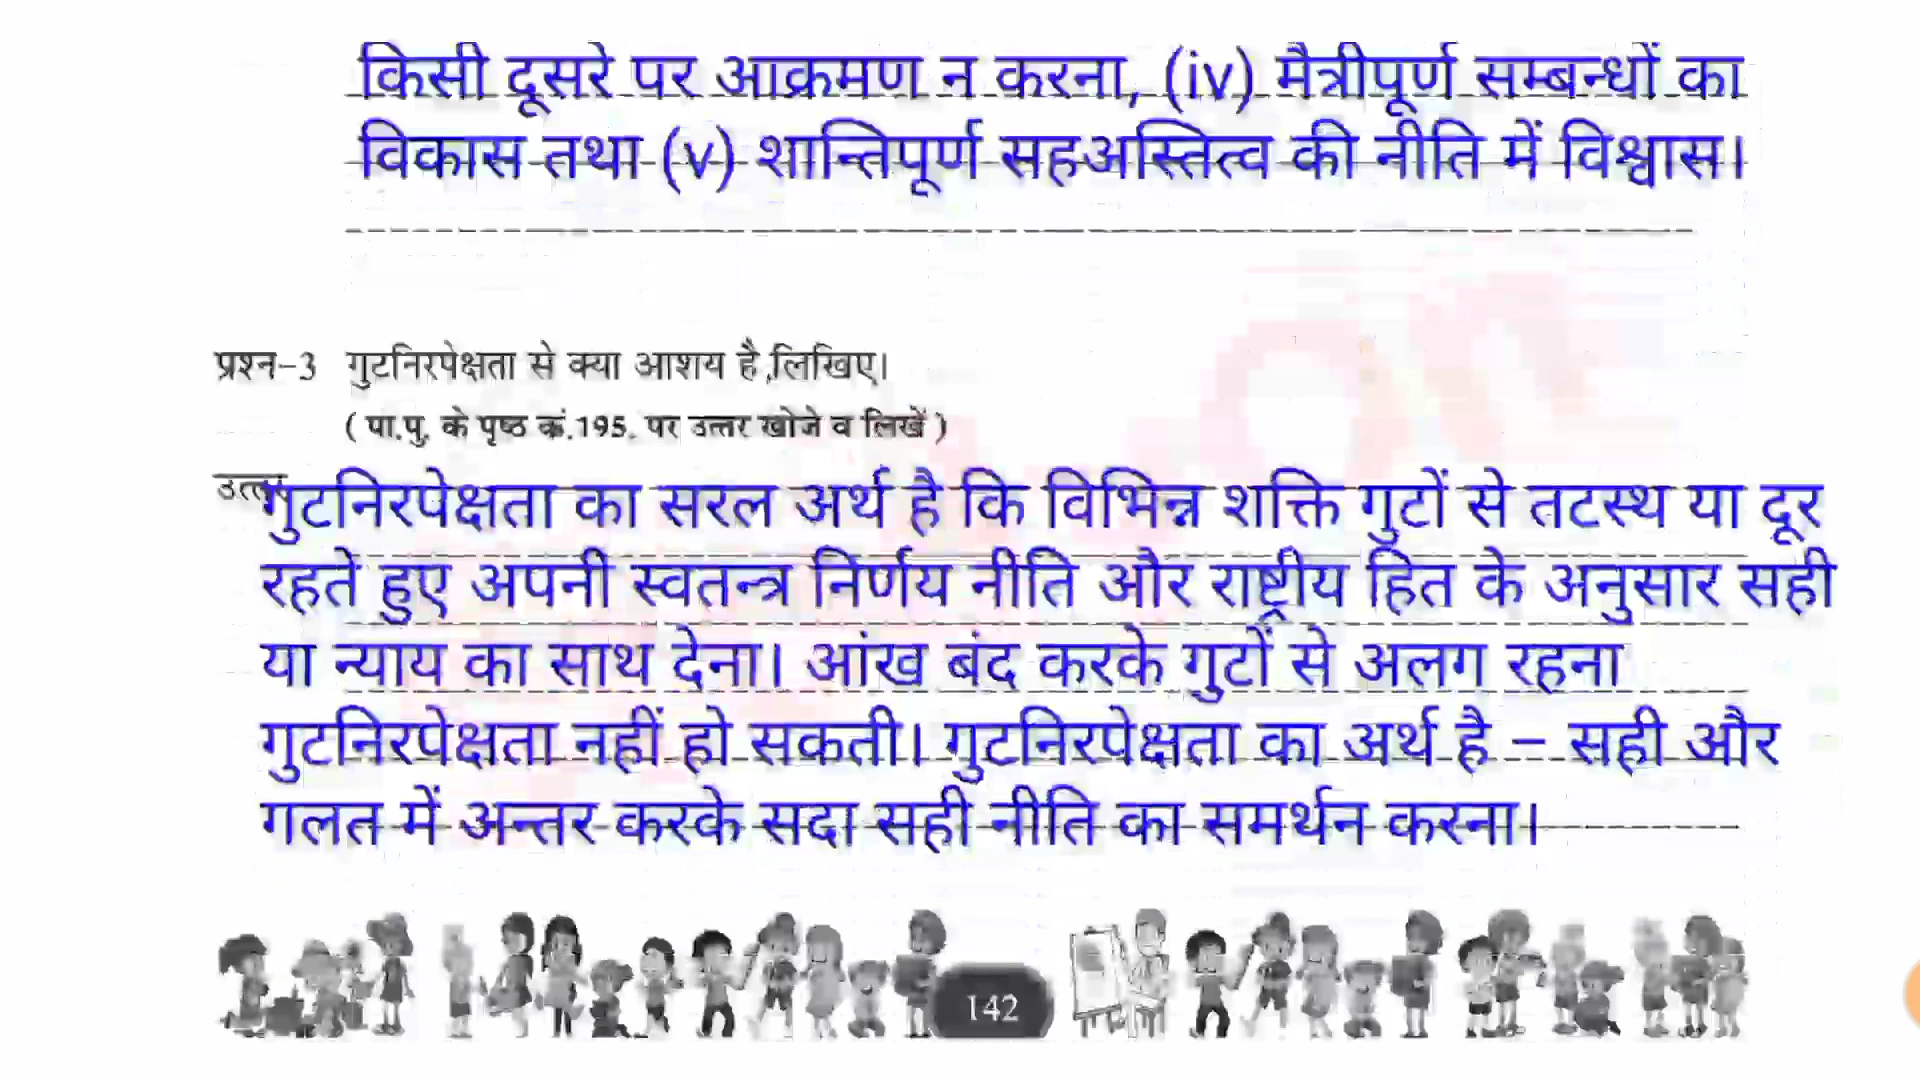 किसी दूसरे पर आक्रमण न करना, (iv) मैत्रीपूर्ण सम्बन्धों का
विकास तथा (v) शान्तिपूर्ण सहअस्तित्व की नीति में विश्वास।
प्रश्न-3 गुटनिरपेक्षता से क्या आशय है,लिखिए।
( पा.पु. के पृष्ठ कं.195. पर उत्तर खोजे व लिखें )
उत्तर
गुटनिरपेक्षता का सरल अर्थ है कि विभिन्न शक्ति गुटों से तटस्थ या दूर
रहते हुए अपनी स्वतन्त्र निर्णय नीति और राष्ट्रीय हित के अनुसार सही
या न्याय का साथ देना। आंख बंद करके गुटों से अलग रहना
गुटनिरपेक्षता नहीं हो सकती। गुटनिरपेक्षता का अर्थ है – सही और
गलत में अन्तर करके सदा सही नीति का समर्थन करना।
142